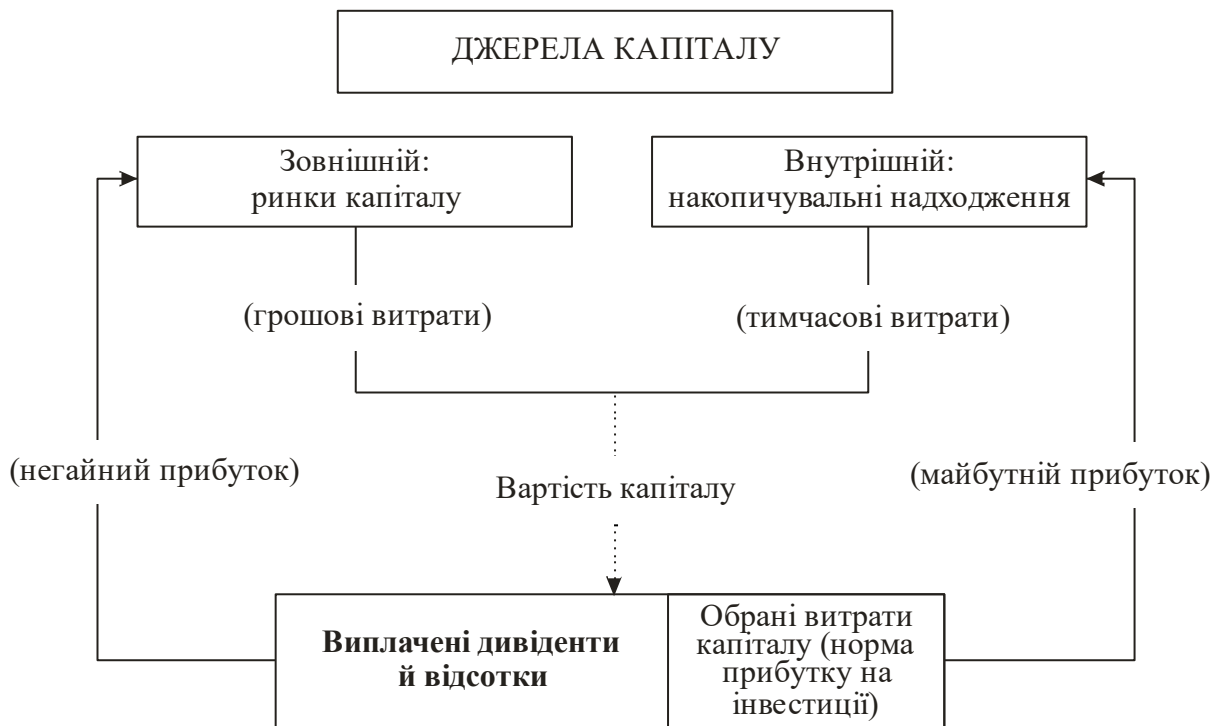 ДЖЕРЕЛА КАПІТАЛУ
Зовнішній:
ринки капіталу
Внутрішній:
накопичувальні надходження
(грошові витрати)
(тимчасові витрати)
(негайний прибуток)
Вартість капіталу
(майбутній прибуток)
Виплачені дивіденти
й відсотки
Обрані витрати
капіталу (норма
прибутку на
інвестиції)